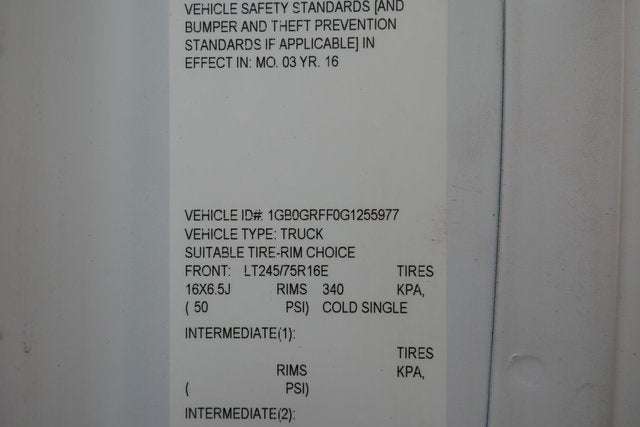 VEHICLE SAFETY STANDARDS [AND
BUMPER AND THEFT PREVENTION
STANDARDS IF APPLICABLE] IN
EFFECT IN: MO. 03 YR. 16
VEHICLE ID#: 1GB0GRFF0G1255977
VEHICLE TYPE: TRUCK
SUITABLE TIRE-RIM CHOICE
FRONT: LT245/75R16E TIRES
16X6.5J RIMS 340 KPA,
( 50 PSI) COLD SINGLE
INTERMEDIATE(1):
TIRES
RIMS KPA,
( PSI)
INTERMEDIATE(2):